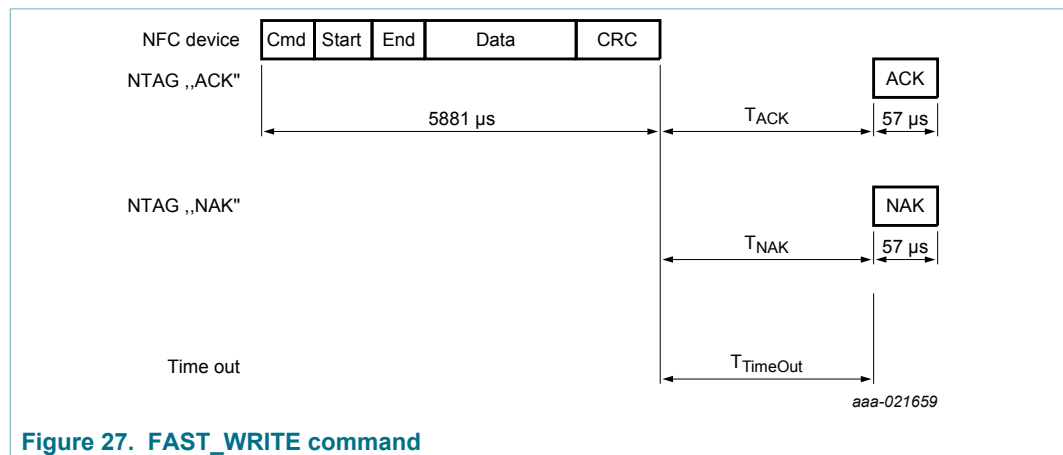 NFC device Cmd Start End Data CRC
NTAG ,,ACK" ACK
5881 µs TACK 57 µs
NTAG ,,NAK" NAK
TNAK 57 µs
Time out TTimeOut
aaa-021659
Figure 27. FAST_WRITE command